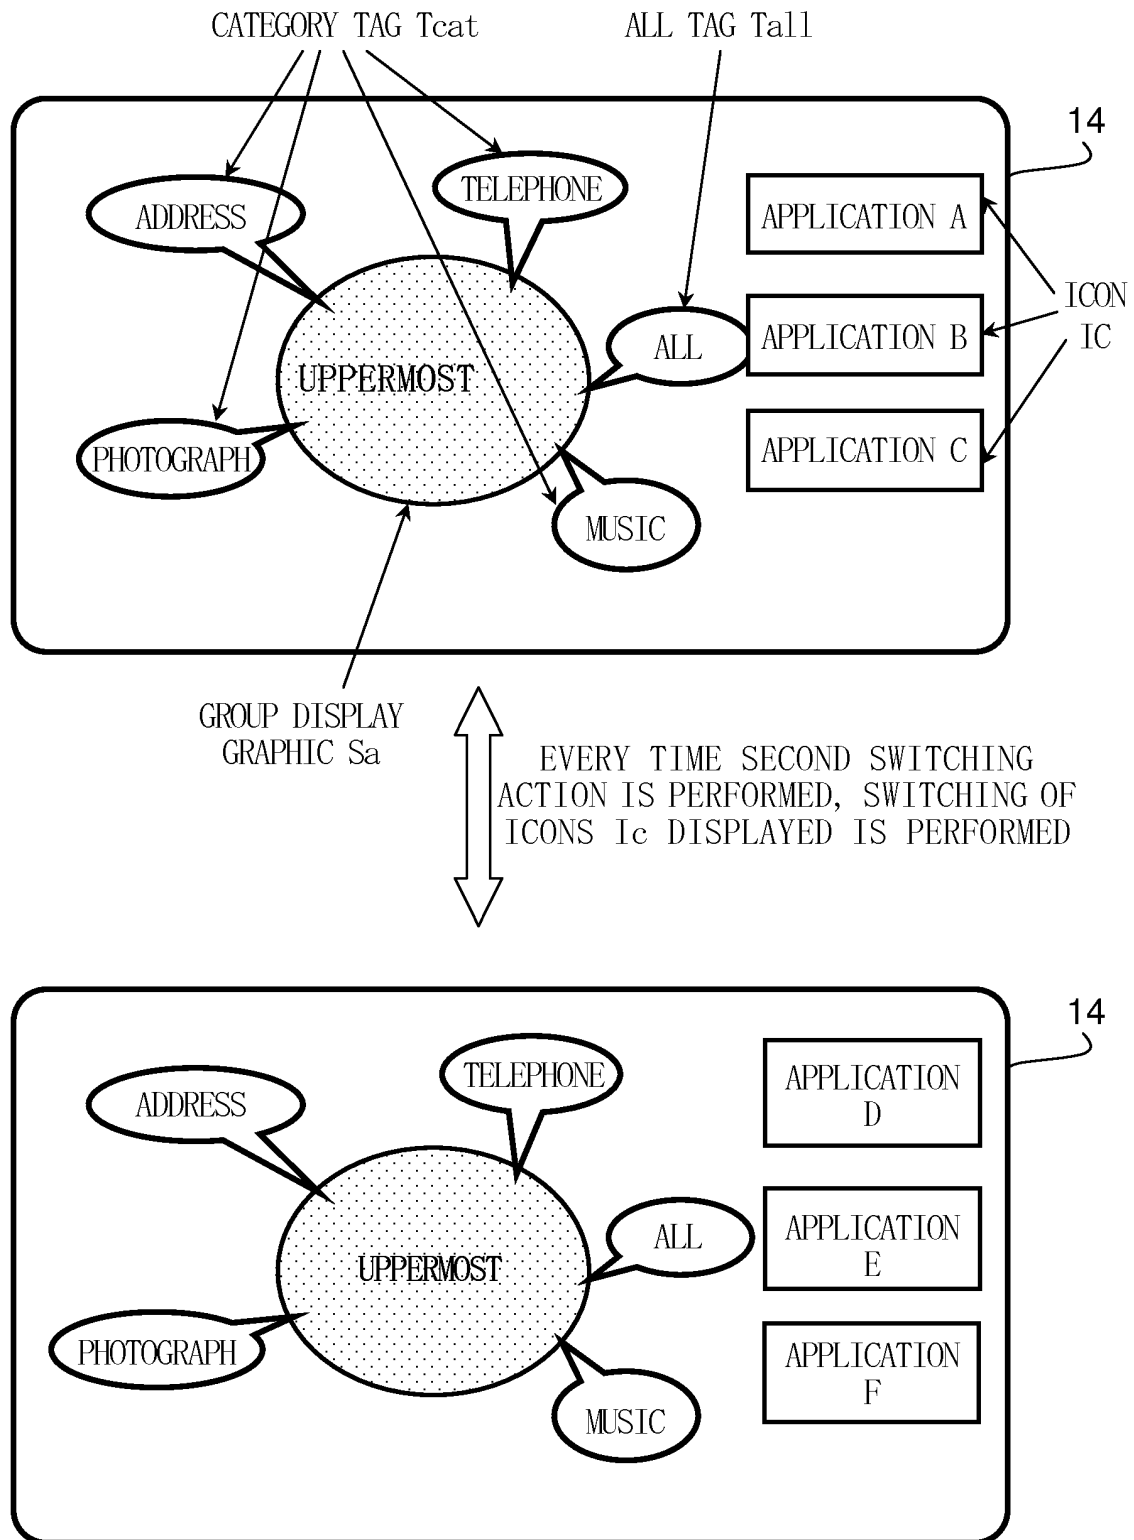 CATEGORY TAG Tcat
ALL TAG Tall
14
TELEPHONE
ADDRESS
APPLICATION A
ICON
IC
ALL
APPLICATION B
UPPERMOST
PHOTOGRAPH
APPLICATION C
MUSIC
GROUP DISPLAY
GRAPHIC Sa
EVERY TIME SECOND SWITCHING
ACTION IS PERFORMED, SWITCHING OF
ICONS Ic DISPLAYED IS PERFORMED
14
TELEPHONE
ADDRESS
APPLICATION
D
ALL
APPLICATION
E
UPPERMOST
PHOTOGRAPH
APPLICATION
F
MUSIC